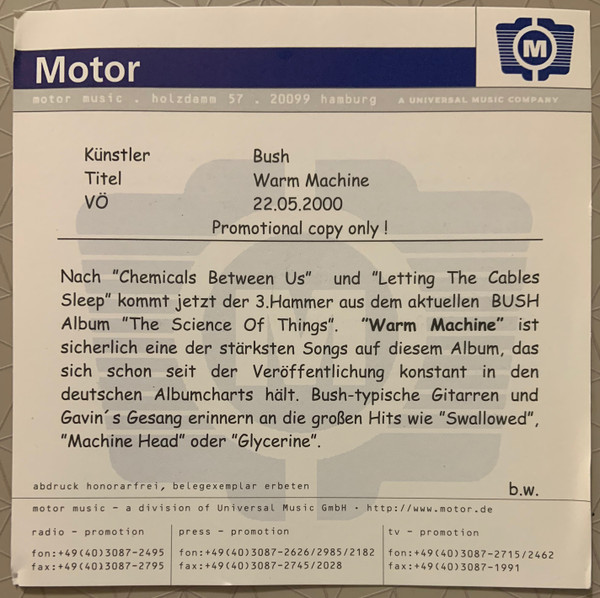 M
Motor
motor music . holzdamm 57 . 20099 hamburg A UNIVERSAL MUSIC COMPANY
Künstler Bush
Titel Warm Machine
VÖ 22.05.2000
Promotional copy only !
Nach "Chemicals Between Us" und "Letting The Cables
Sleep" kommt jetzt der 3.Hammer aus dem aktuellen BUSH
Album "The Science Of Things". "Warm Machine" ist
sicherlich eine der stärksten Songs auf diesem Album, das
sich schon seit der Veröffentlichung konstant in den
deutschen Albumcharts hält. Bush-typische Gitarren und
Gavin´s Gesang erinnern an die großen Hits wie "Swallowed",
"Machine Head" oder "Glycerine".
abdruck honorarfrei, belegexemplar erbeten
b.w.
motor music - a division of Universal Music GmbH · http://www.motor.de
radio - promotion
fon:+49(40)3087-2495
fax:+49(40)3087-2795
press - promotion
fon:+49(40)3087-2626/2985/2182
fax:+49(40)3087-2745/2028
tv - promotion
fon:+49(40)3087-2715/2462
fax:+49(40)3087-1991